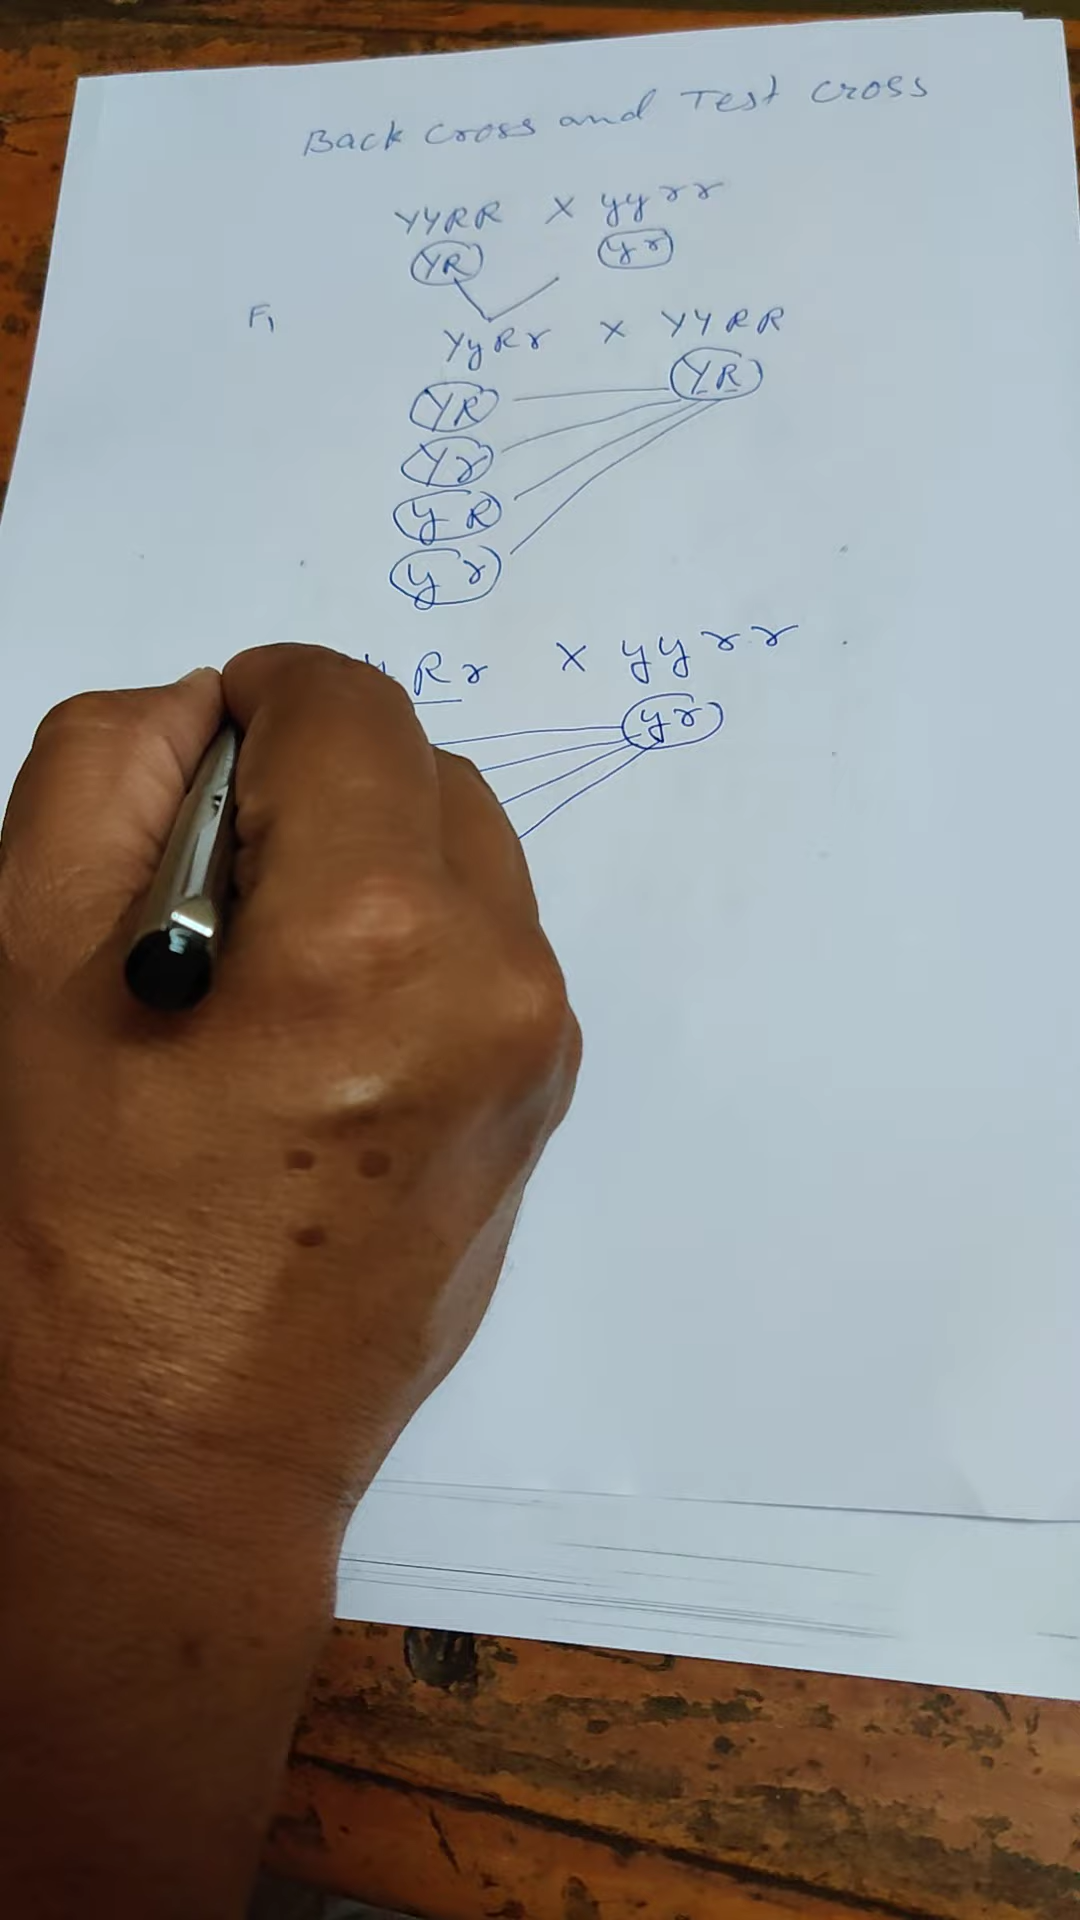 Back cross and Test cross
YYRR X yyrr
YR yr
F1
YyRr X YYRR
YR YR
Yr
yR
yr
Rr X yyrr
yr